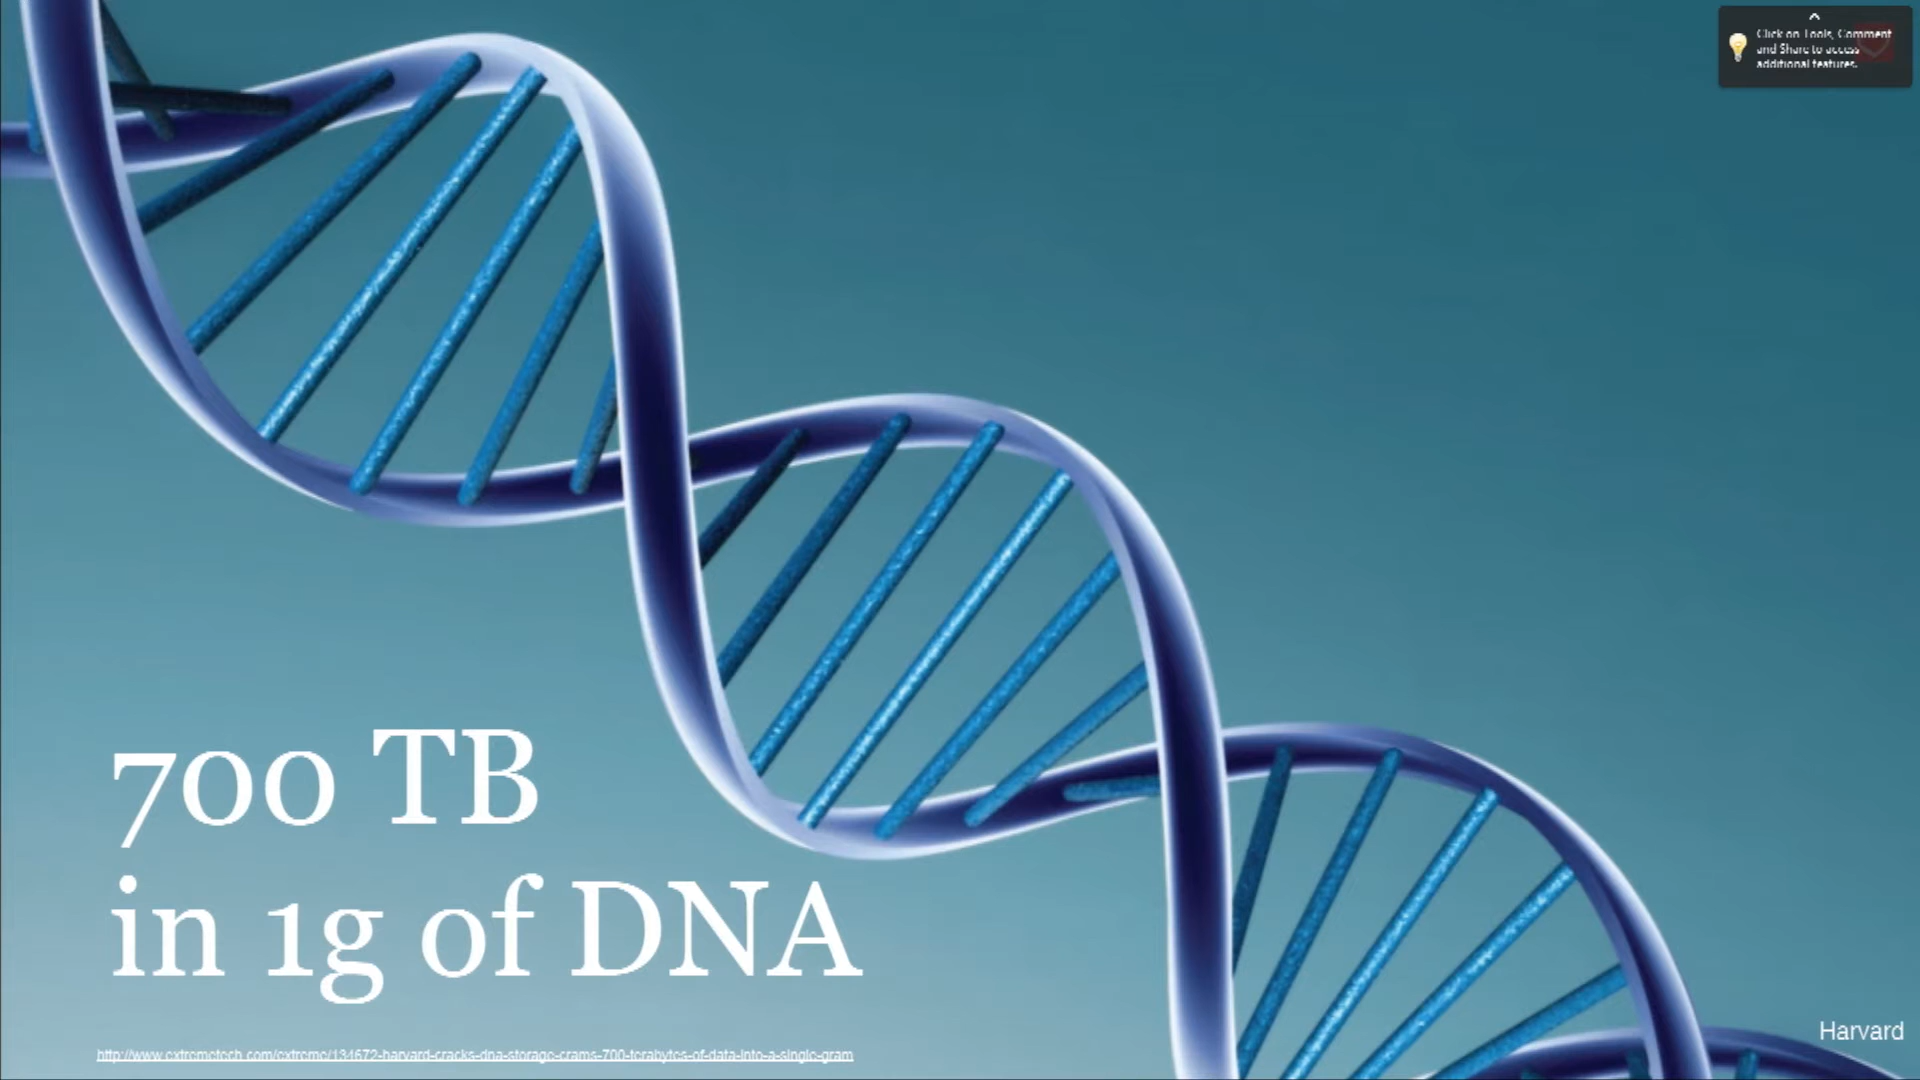 Click on Tools, Comment
and Share to access
additional features.
700 TB
in 1g of DNA
Harvard
http://www.extremetech.com/extreme/134672-harvard-cracks-dna-storage-crams-700-terabytes-of-data-into-a-single-gram